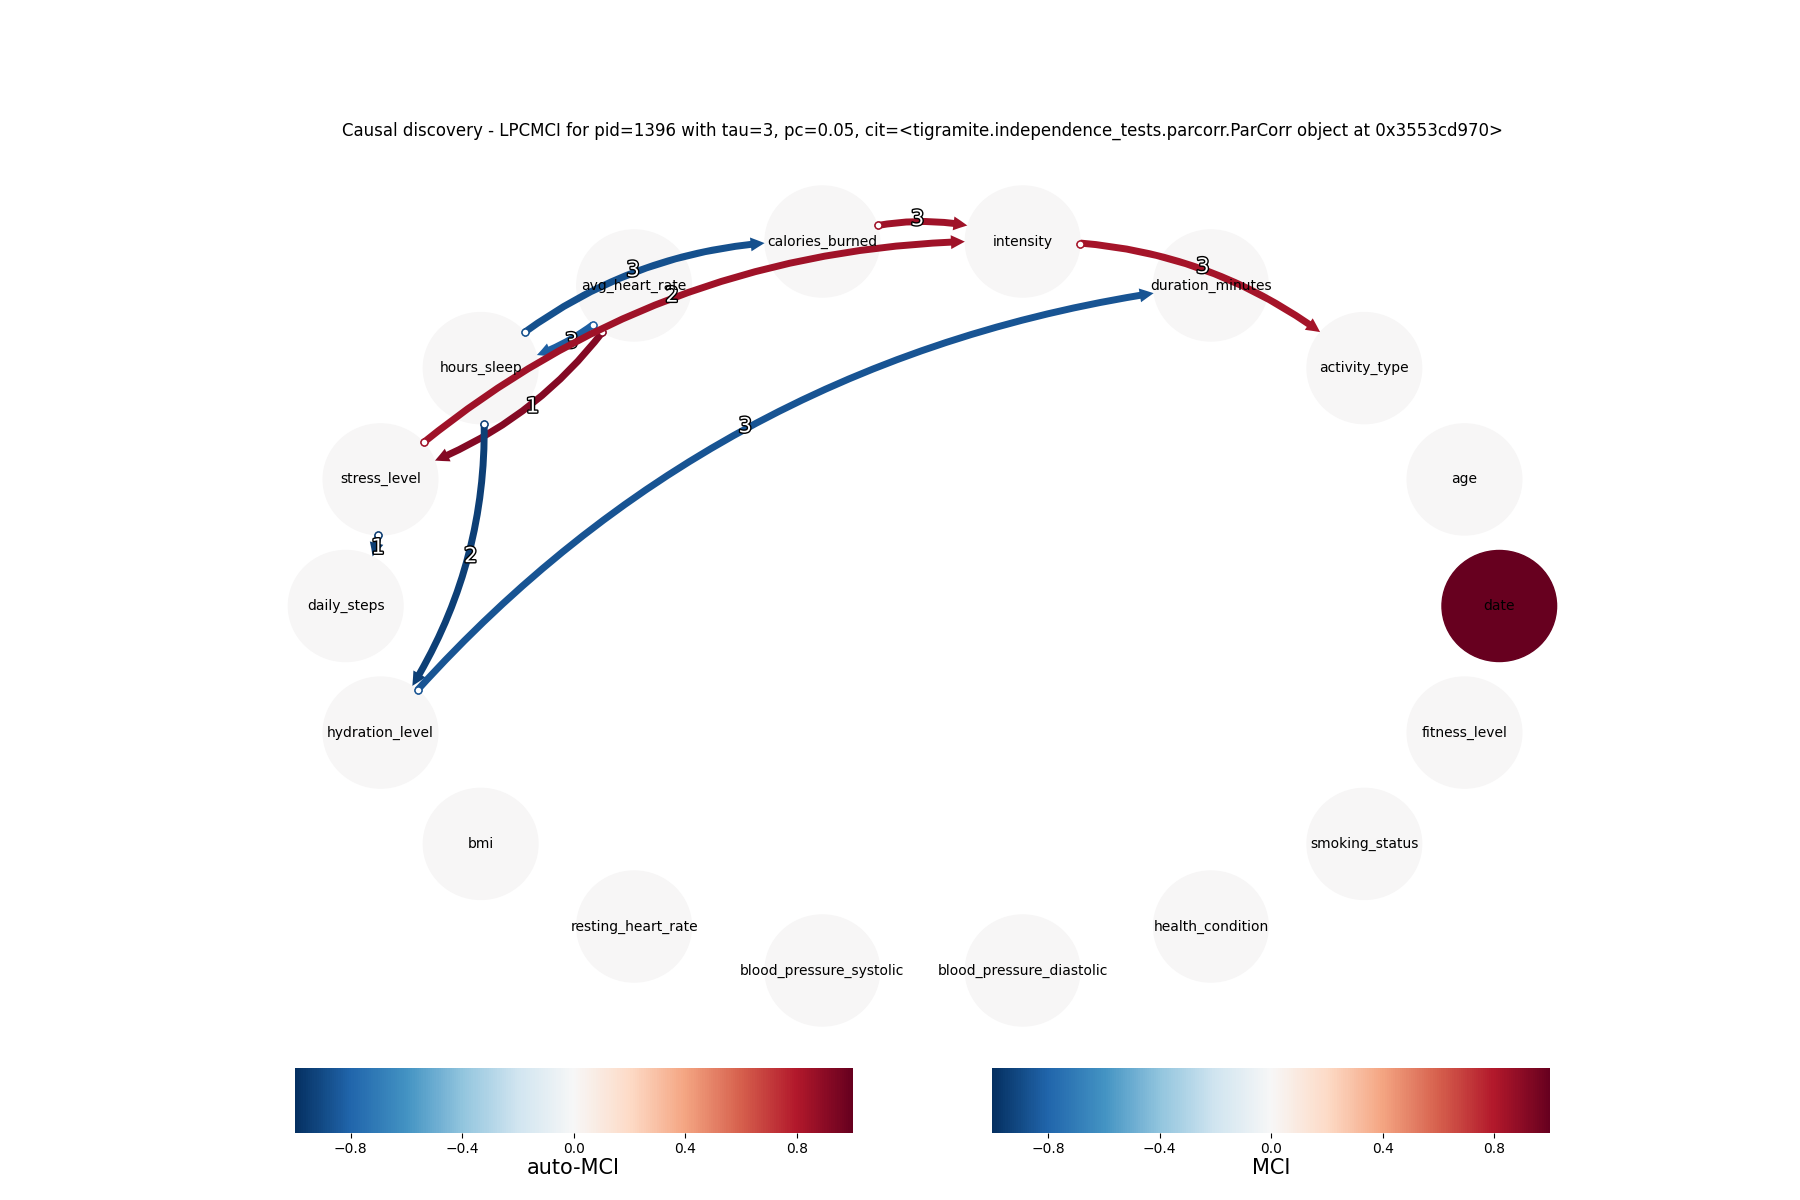 Causal discovery - LPCMCI for pid=1396 with tau=3, pc=0.05, cit=<tigramite.independence_tests.parcorr.ParCorr object at 0x3553cd970>
3
calories_burned
intensity
3
3
avg_heart_rate
2
duration_minutes
3
hours_sleep
activity_type
1
3
stress_level
age
1
2
daily_steps
date
hydration_level
fitness_level
bmi
smoking_status
resting_heart_rate
health_condition
blood_pressure_systolic
blood_pressure_diastolic
−0.8 −0.4 0.0 0.4 0.8
auto-MCI
−0.8 −0.4 0.0 0.4 0.8
MCI